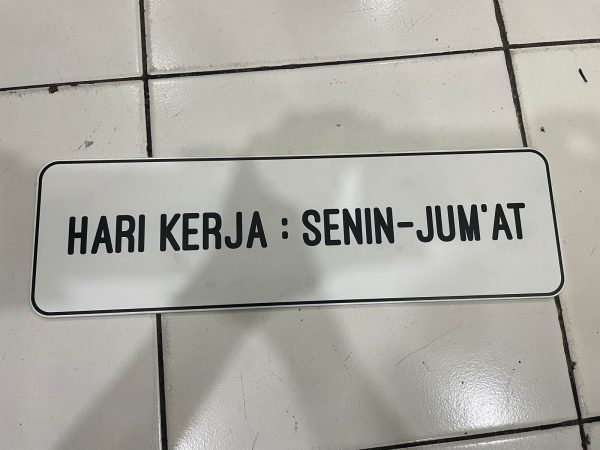 HARI KERJA : SENIN-JUM'AT